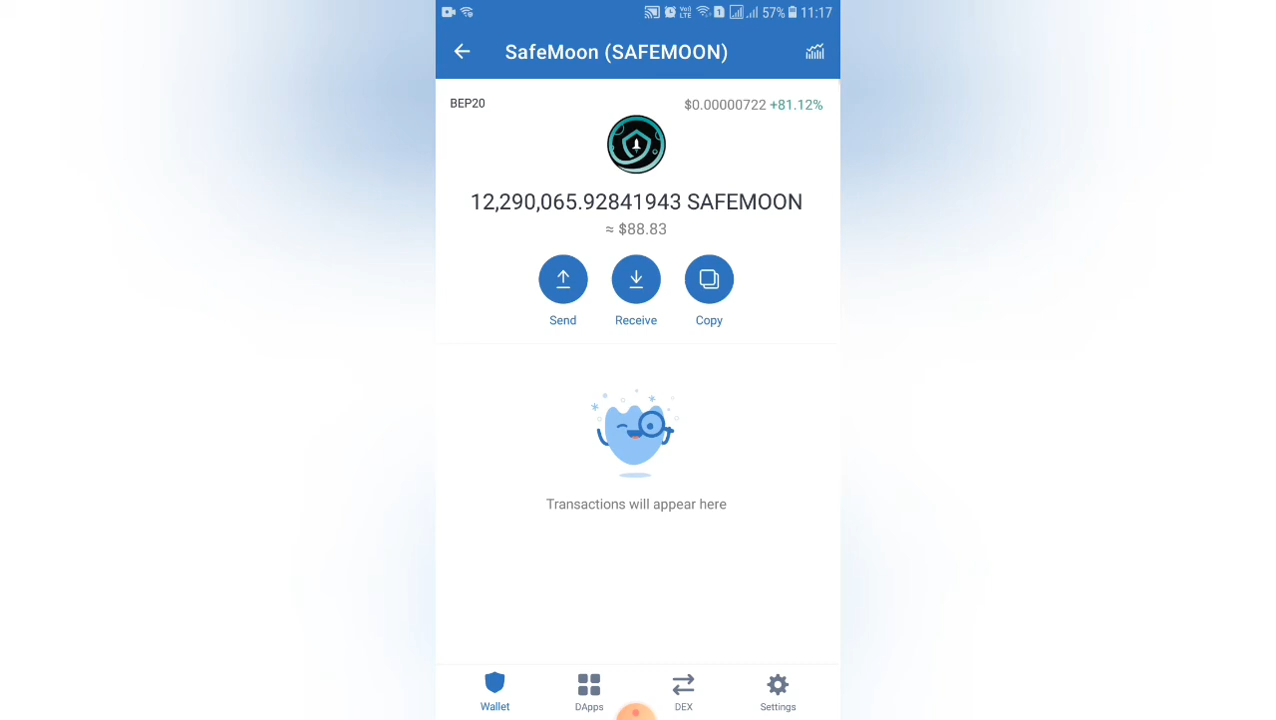 57% 11:17
SafeMoon (SAFEMOON)
BEP20
$0.00000722 +81.12%
12,290,065.92841943 SAFEMOON
≈ $88.83
Send Receive Copy
Transactions will appear here
Wallet DApps DEX Settings